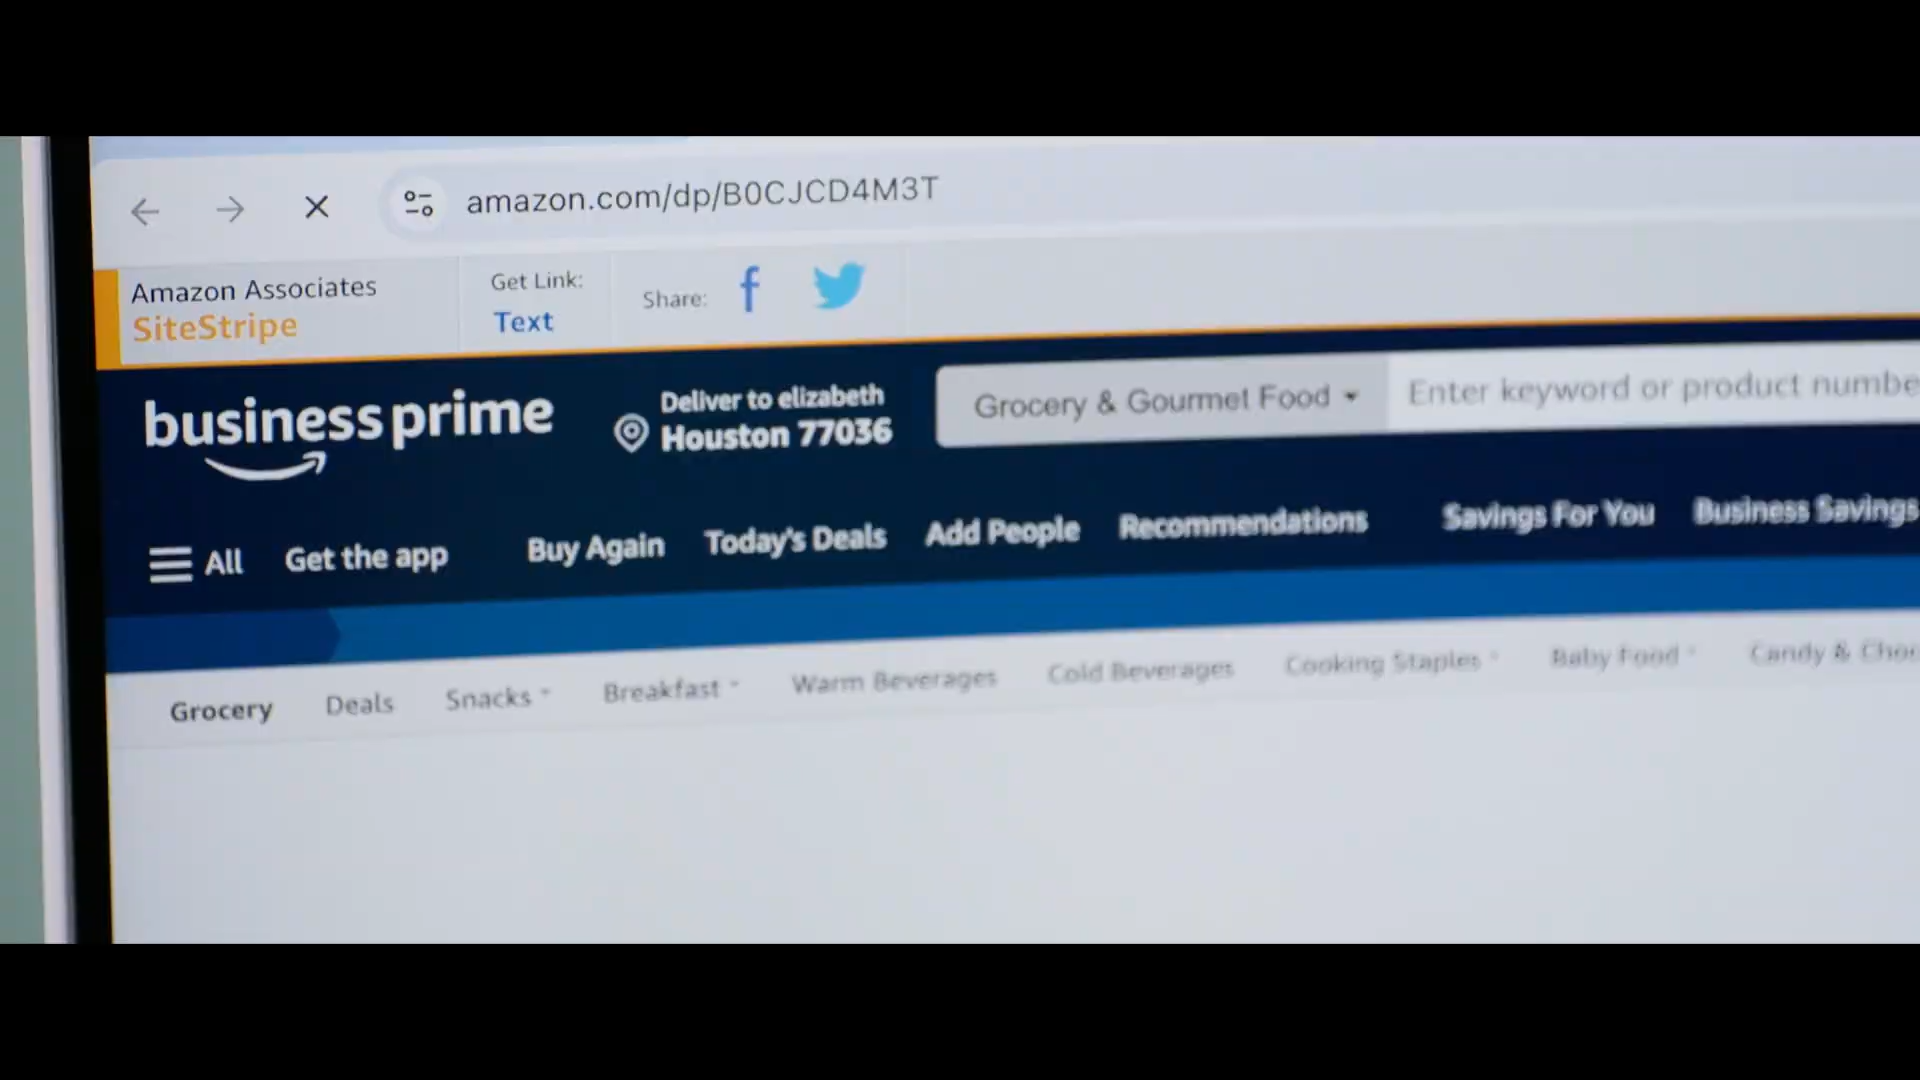 amazon.com/dp/B0CJCD4M3T
Amazon Associates
SiteStripe
Get Link:
Text
Share:
business prime
Deliver to elizabeth
Houston 77036
Grocery & Gourmet Food
Enter keyword or product numbe
All
Get the app
Buy Again
Today's Deals
Add People
Recommendations
Savings For You
Business Savings
Grocery
Deals
Snacks
Breakfast
Warm Beverages
Cold Beverages
Cooking Staples
Baby Food
Candy & Choc